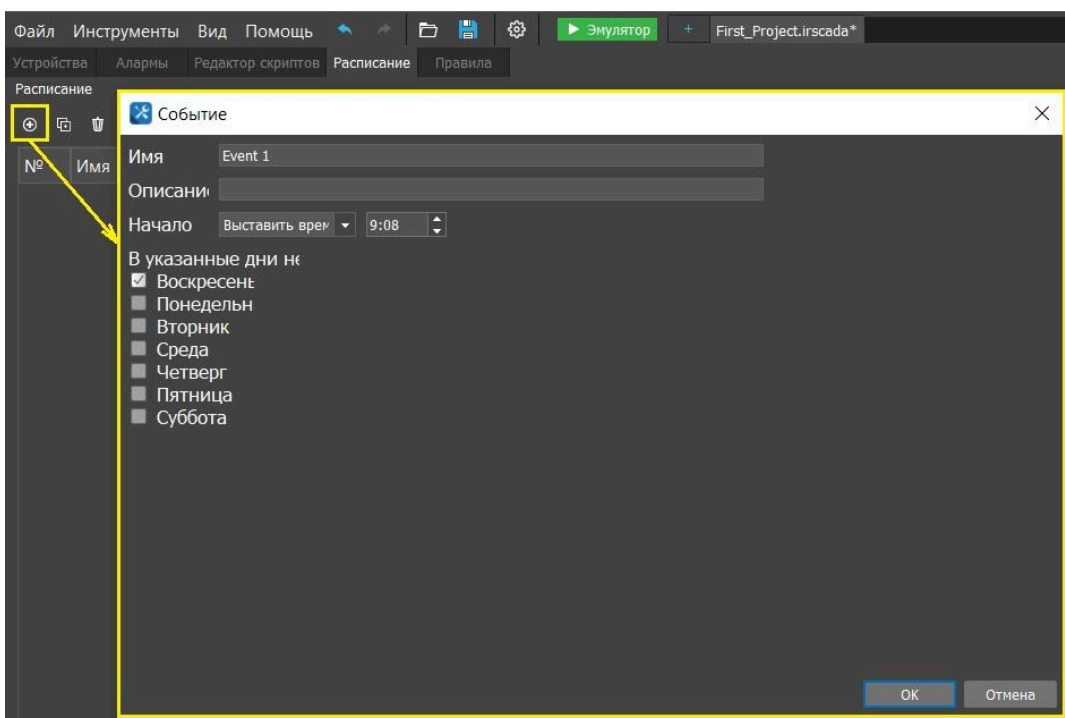 Файл Инструменты Вид Помощь Эмулятор + First_Project.irscada*
Устройства Алармы Редактор скриптов Расписание Правила
Расписание
Событие
№ Имя
Имя Event 1
Описани
Начало Выставить врем 9:08
В указанные дни не
Воскресень
Понедельн
Вторник
Среда
Четверг
Пятница
Суббота
OK Отмена